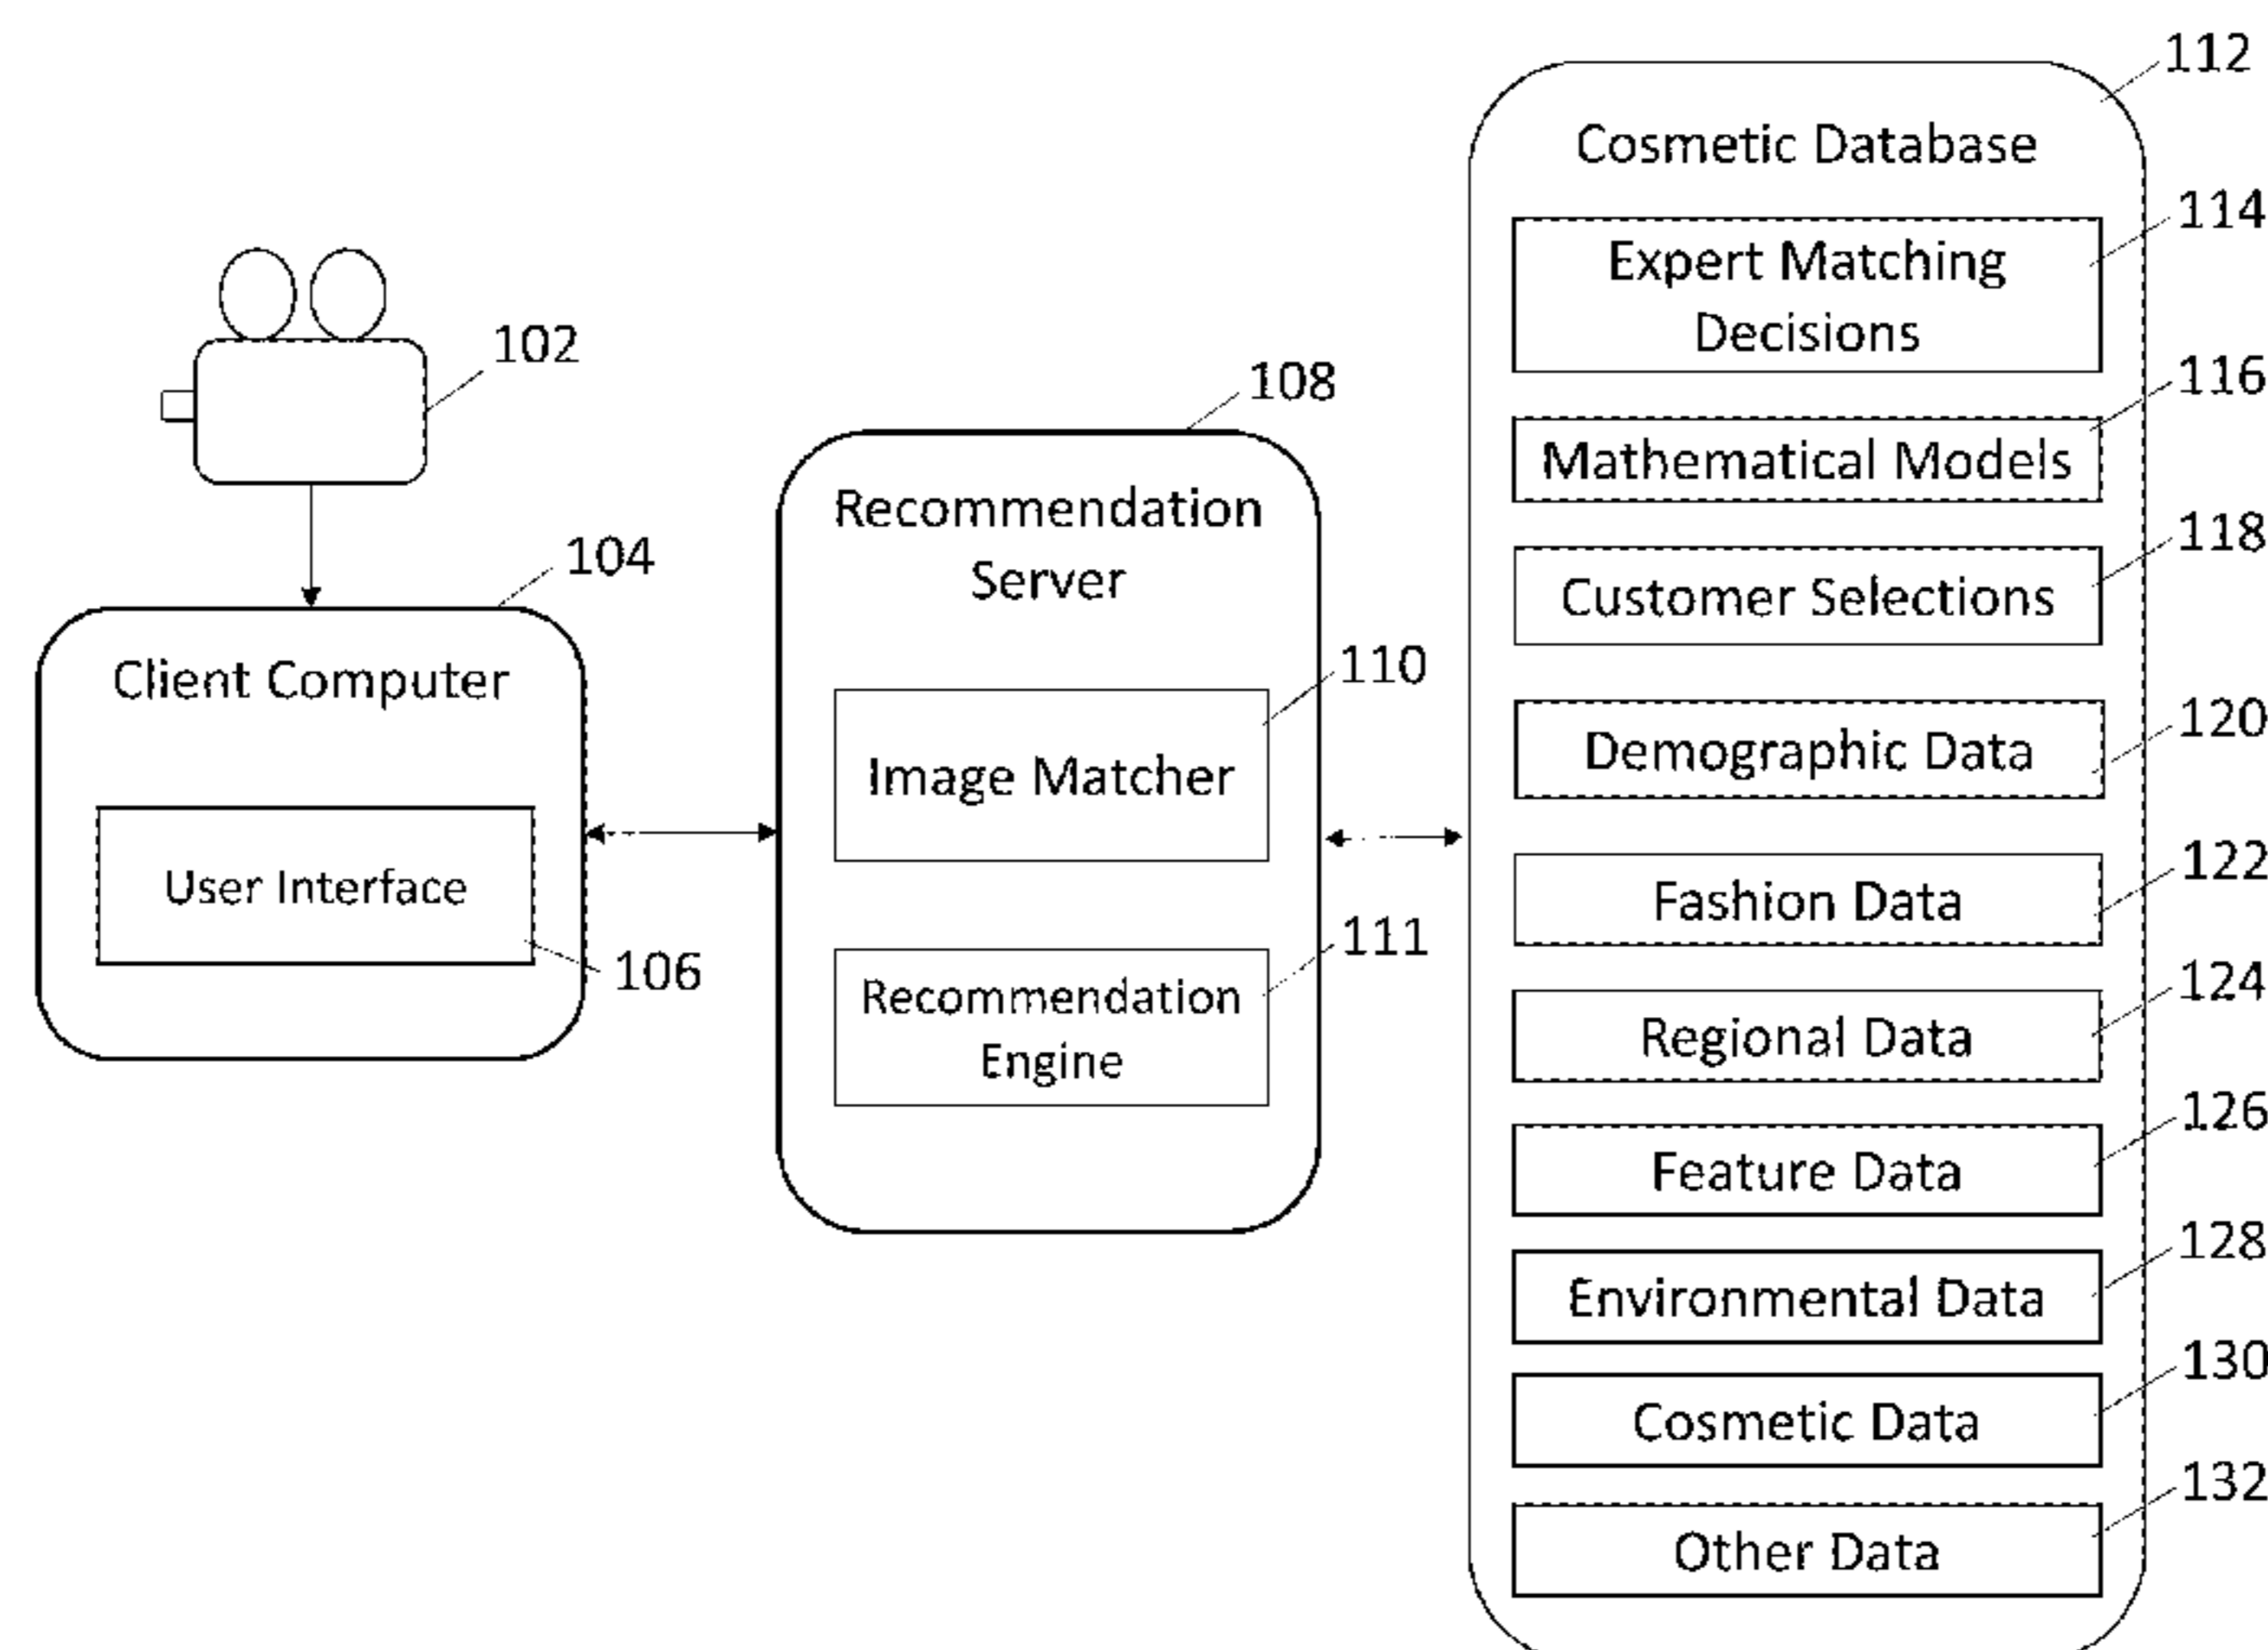 102
104
Client Computer
User Interface
106
108
Recommendation
Server
110
Image Matcher
111
Recommendation
Engine
112
Cosmetic Database
114
Expert Matching
Decisions
116
Mathematical Models
118
Customer Selections
120
Demographic Data
122
Fashion Data
124
Regional Data
126
Feature Data
128
Environmental Data
130
Cosmetic Data
132
Other Data